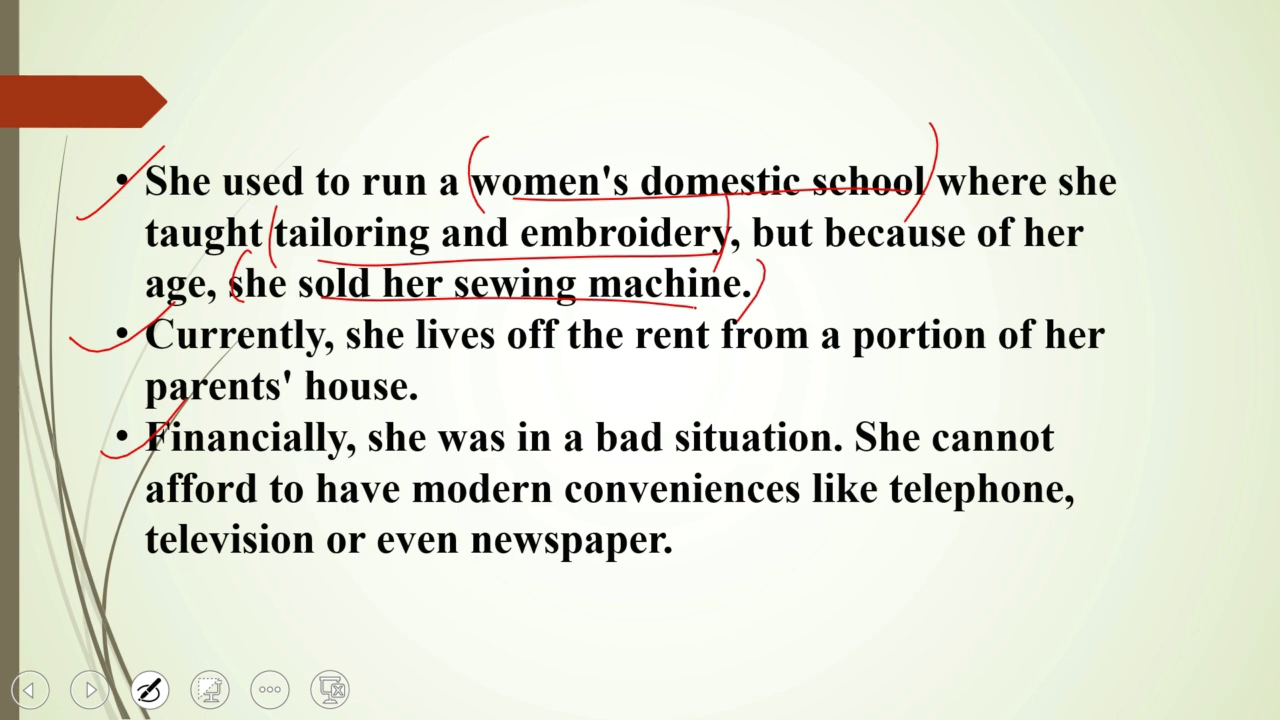 • She used to run a women's domestic school where she
taught tailoring and embroidery, but because of her
age, she sold her sewing machine.
• Currently, she lives off the rent from a portion of her
parents' house.
• Financially, she was in a bad situation. She cannot
afford to have modern conveniences like telephone,
television or even newspaper.